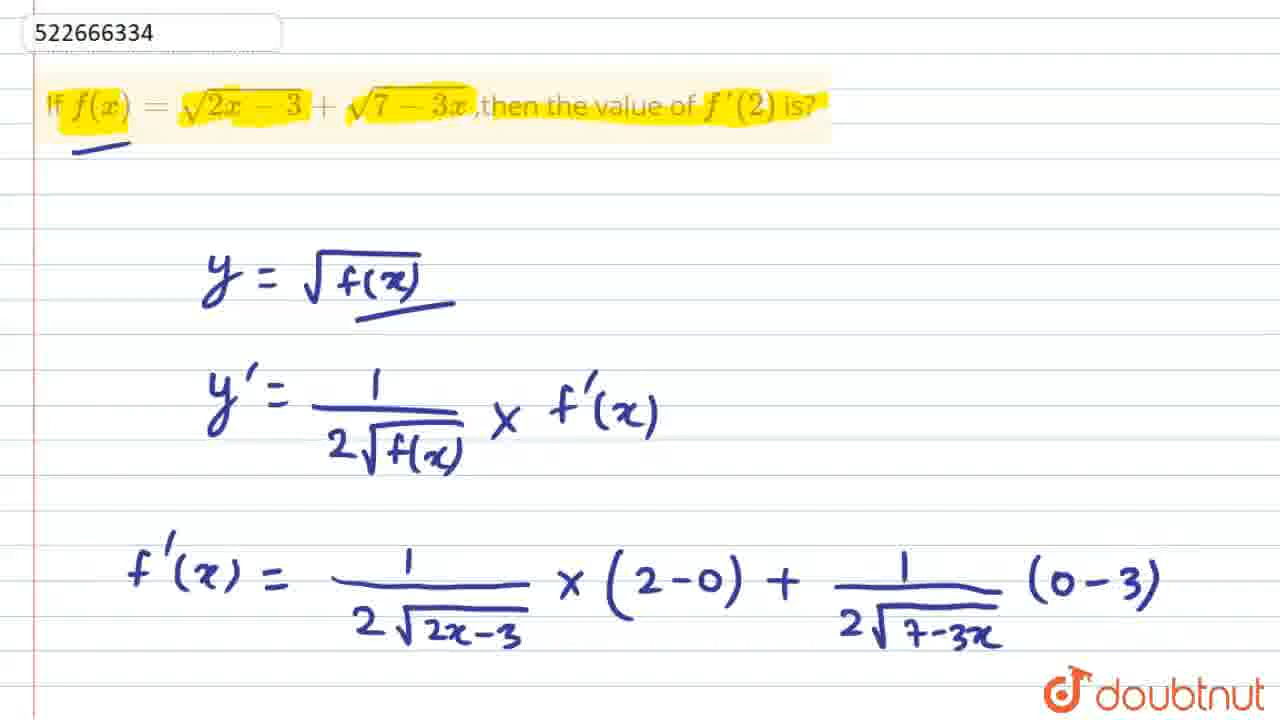 522666334
If f(x) = √(2x − 3) + √(7 − 3x) ,then the value of f'(2) is?
y = √f(x)
y' = 1/(2√f(x)) × f'(x)
f'(x) = 1/(2√(2x−3)) × (2−0) + 1/(2√(7−3x)) (0−3)
doubtnut